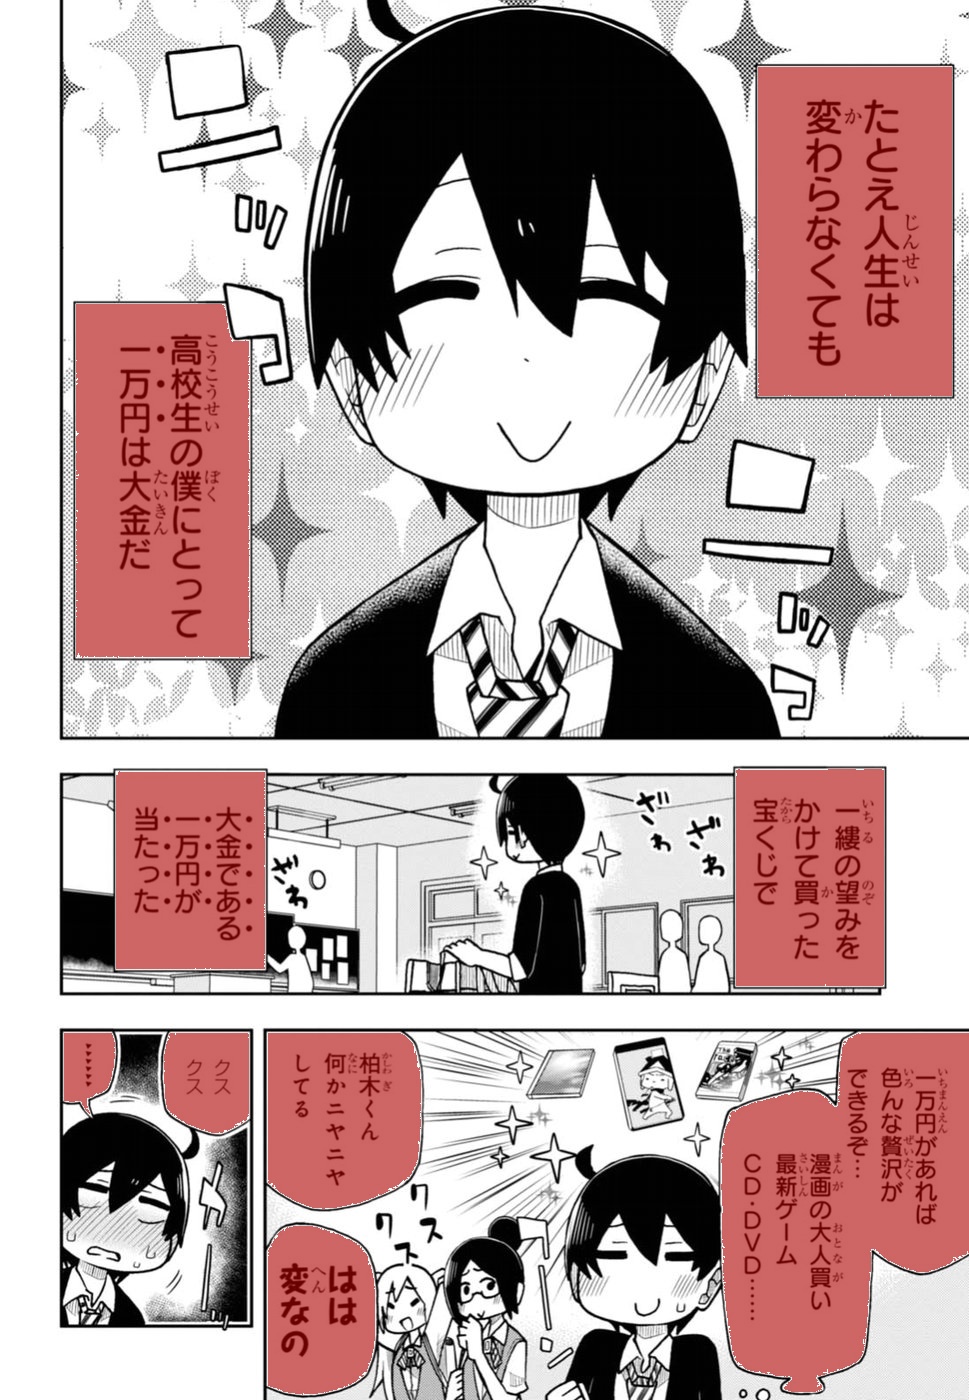 たとえ人生は
変わらなくても
ニコッ
高校生の僕にとって
一万円は大金だ
ニコッ
一縷の望みを
かけて買った
宝くじで
ざわ
ざわ
大金である
一万円が
当たった
ざわ
一万円があれば
色んな贅沢が
できるぞ…
漫画の大人買い
最新ゲーム
CD・DVD……
柏木くん
何かニヤニヤ
してる
クスクス
はは
変なの
クス
クス